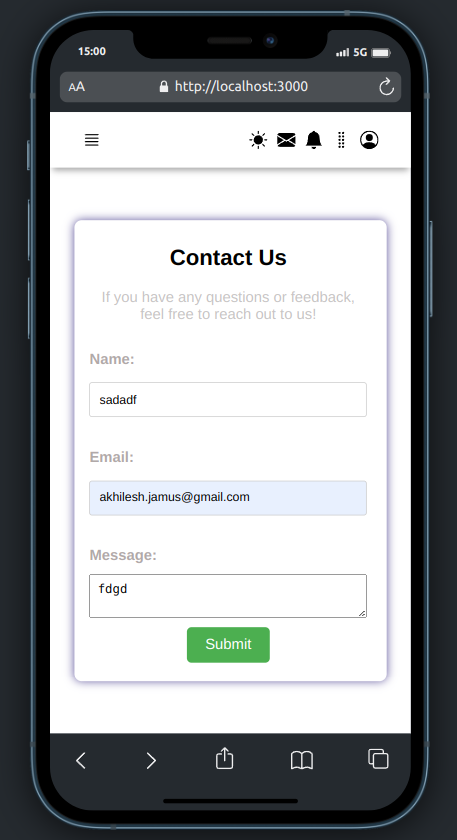 15:00
5G
AA
http://localhost:3000
Contact Us
If you have any questions or feedback,
feel free to reach out to us!
Name:
sadadf
Email:
akhilesh.jamus@gmail.com
Message:
fdgd
Submit